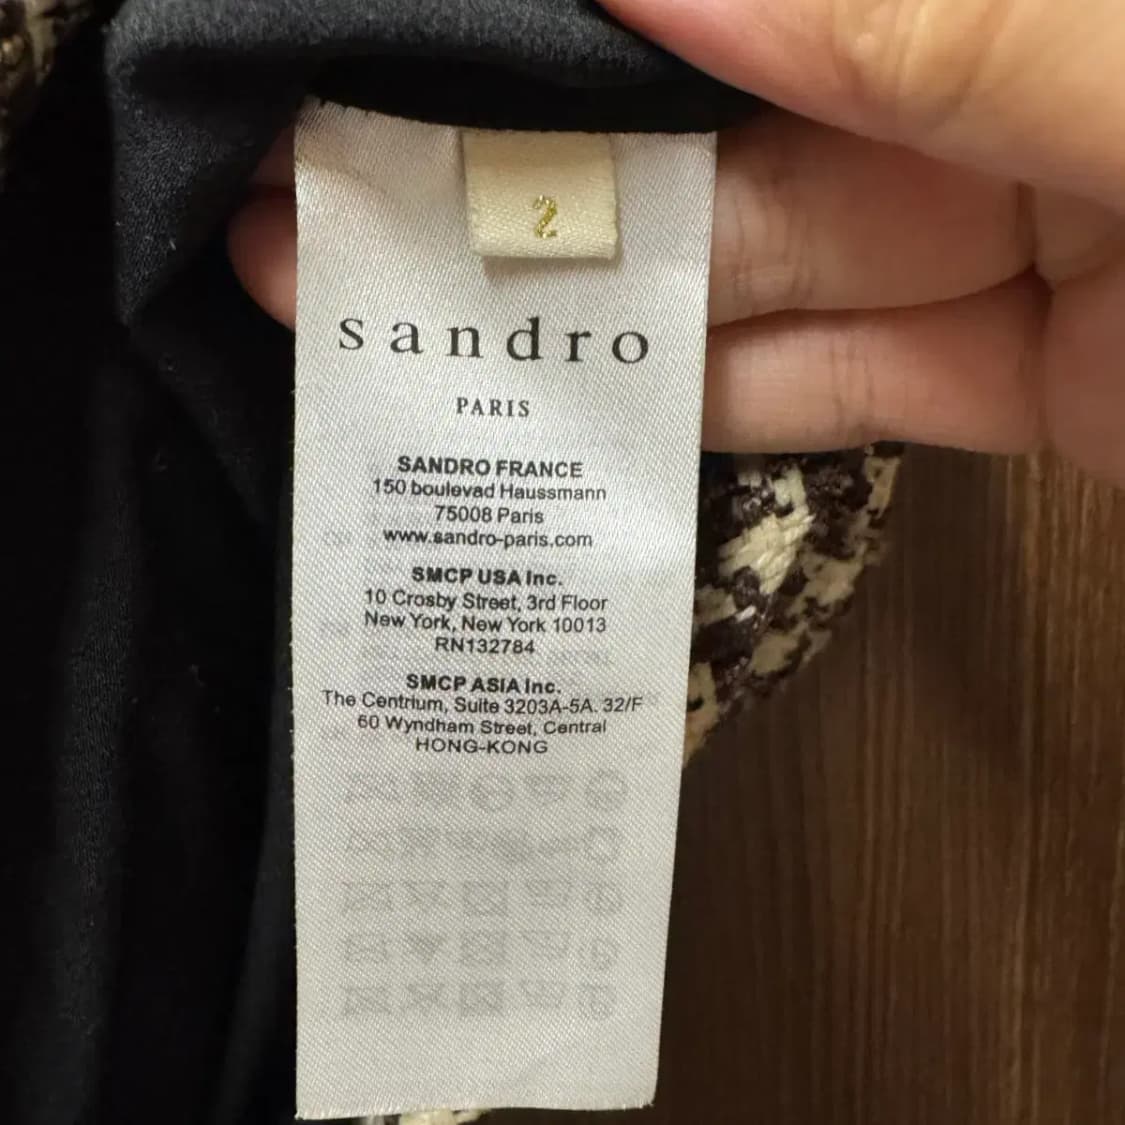 2
sandro
PARIS
SANDRO FRANCE
150 boulevad Haussmann
75008 Paris
www.sandro-paris.com
SMCP USA Inc.
10 Crosby Street, 3rd Floor
New York, New York 10013
RN132784
SMCP ASIA Inc.
The Centrium, Suite 3203A-5A. 32/F
60 Wyndham Street, Central
HONG-KONG